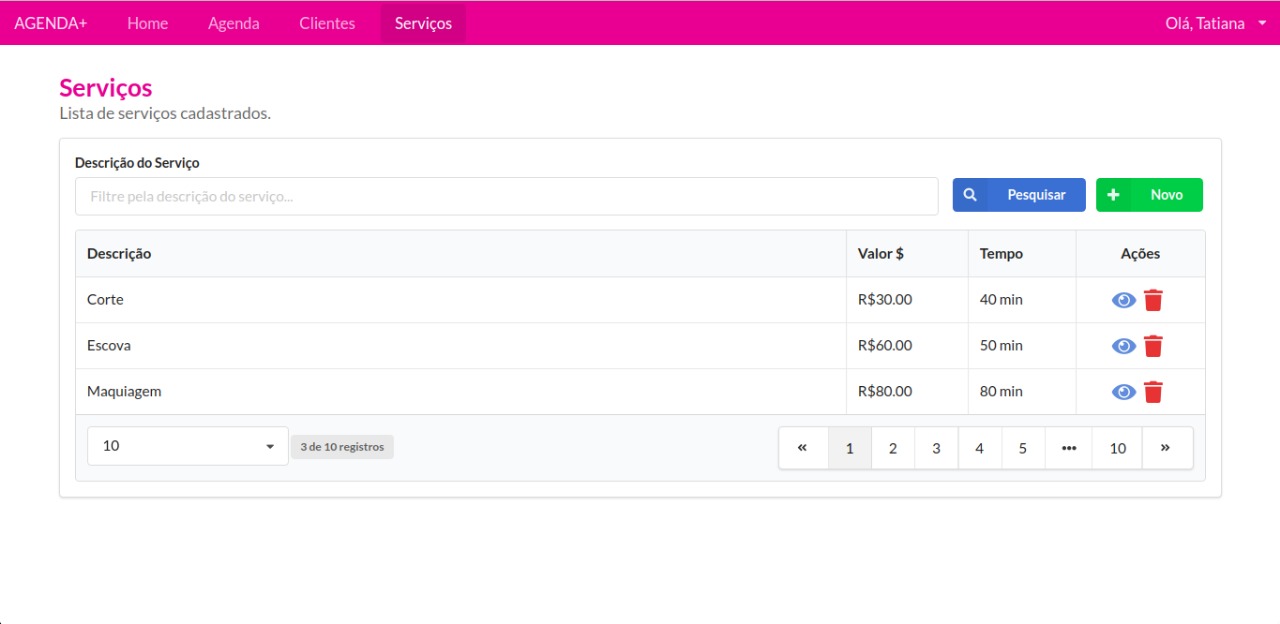 AGENDA+ Home Agenda Clientes Serviços Olá, Tatiana
Serviços
Lista de serviços cadastrados.
Descrição do Serviço
Filtre pela descrição do serviço... Pesquisar Novo
Descrição Valor $ Tempo Ações
Corte R$30.00 40 min
Escova R$60.00 50 min
Maquiagem R$80.00 80 min
10 3 de 10 registros « 1 2 3 4 5 ••• 10 »